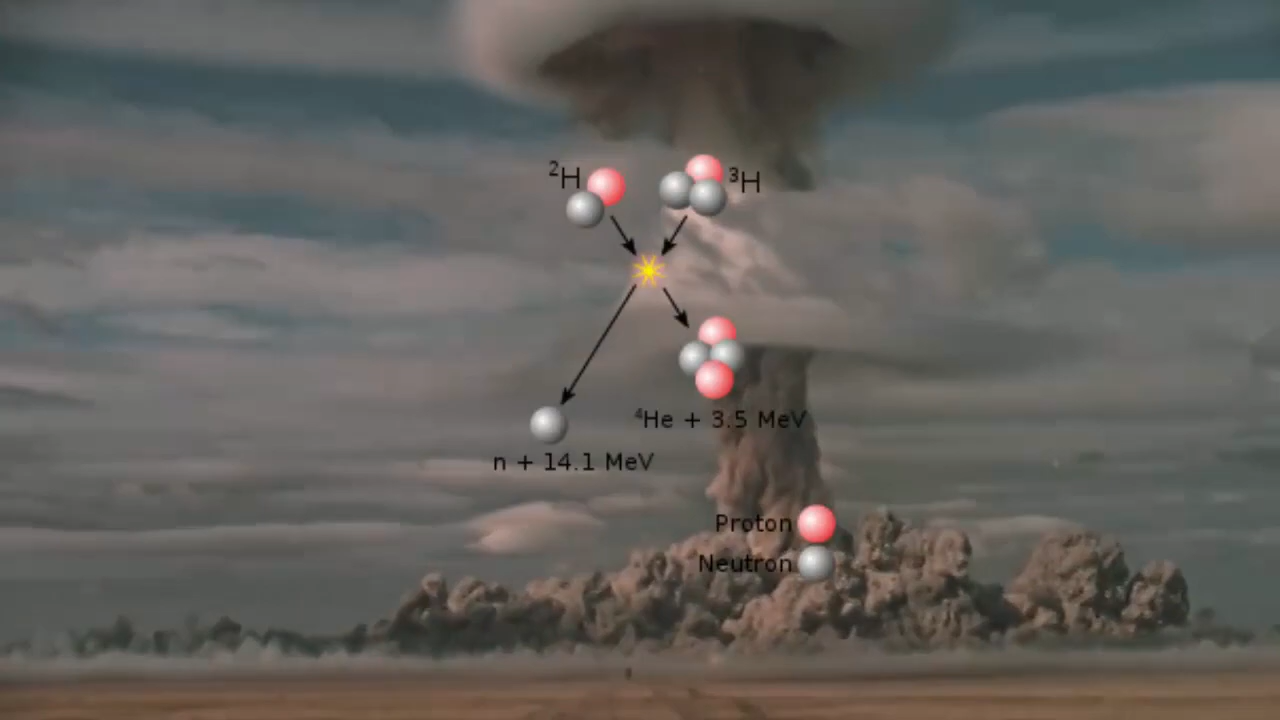 ²H
³H
⁴He + 3.5 MeV
n + 14.1 MeV
Proton
Neutron